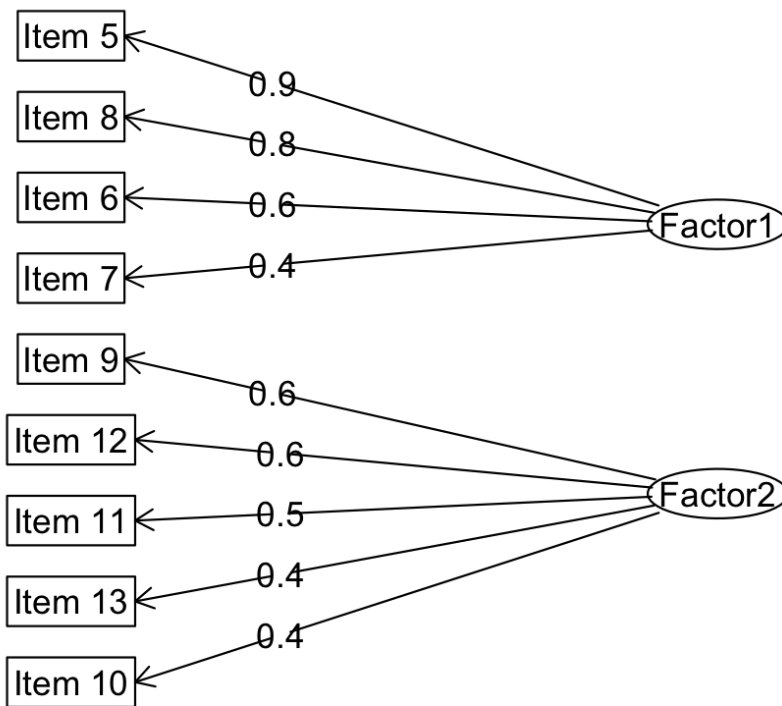 Item 5
0.9
Item 8
0.8
Item 6
0.6
Factor1
Item 7
0.4
Item 9
0.6
Item 12
0.6
Factor2
Item 11
0.5
Item 13
0.4
Item 10
0.4